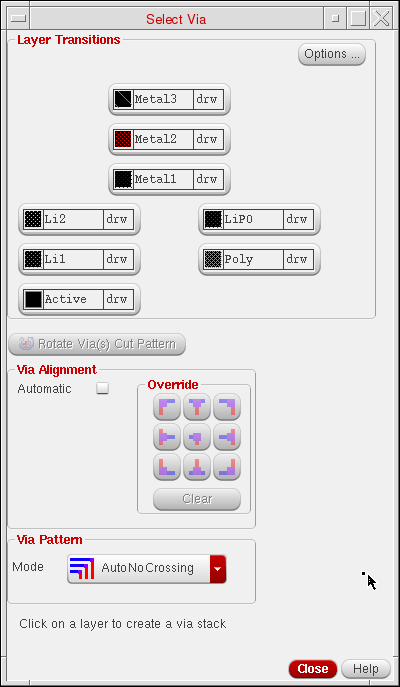 Select Via
Layer Transitions
Options ...
Metal3 drw
Metal2 drw
Metal1 drw
Li2 drw
LiPO drw
Li1 drw
Poly drw
Active drw
Rotate Via(s) Cut Pattern
Via Alignment
Automatic
Override
Clear
Via Pattern
Mode
AutoNoCrossing
Click on a layer to create a via stack
Close
Help